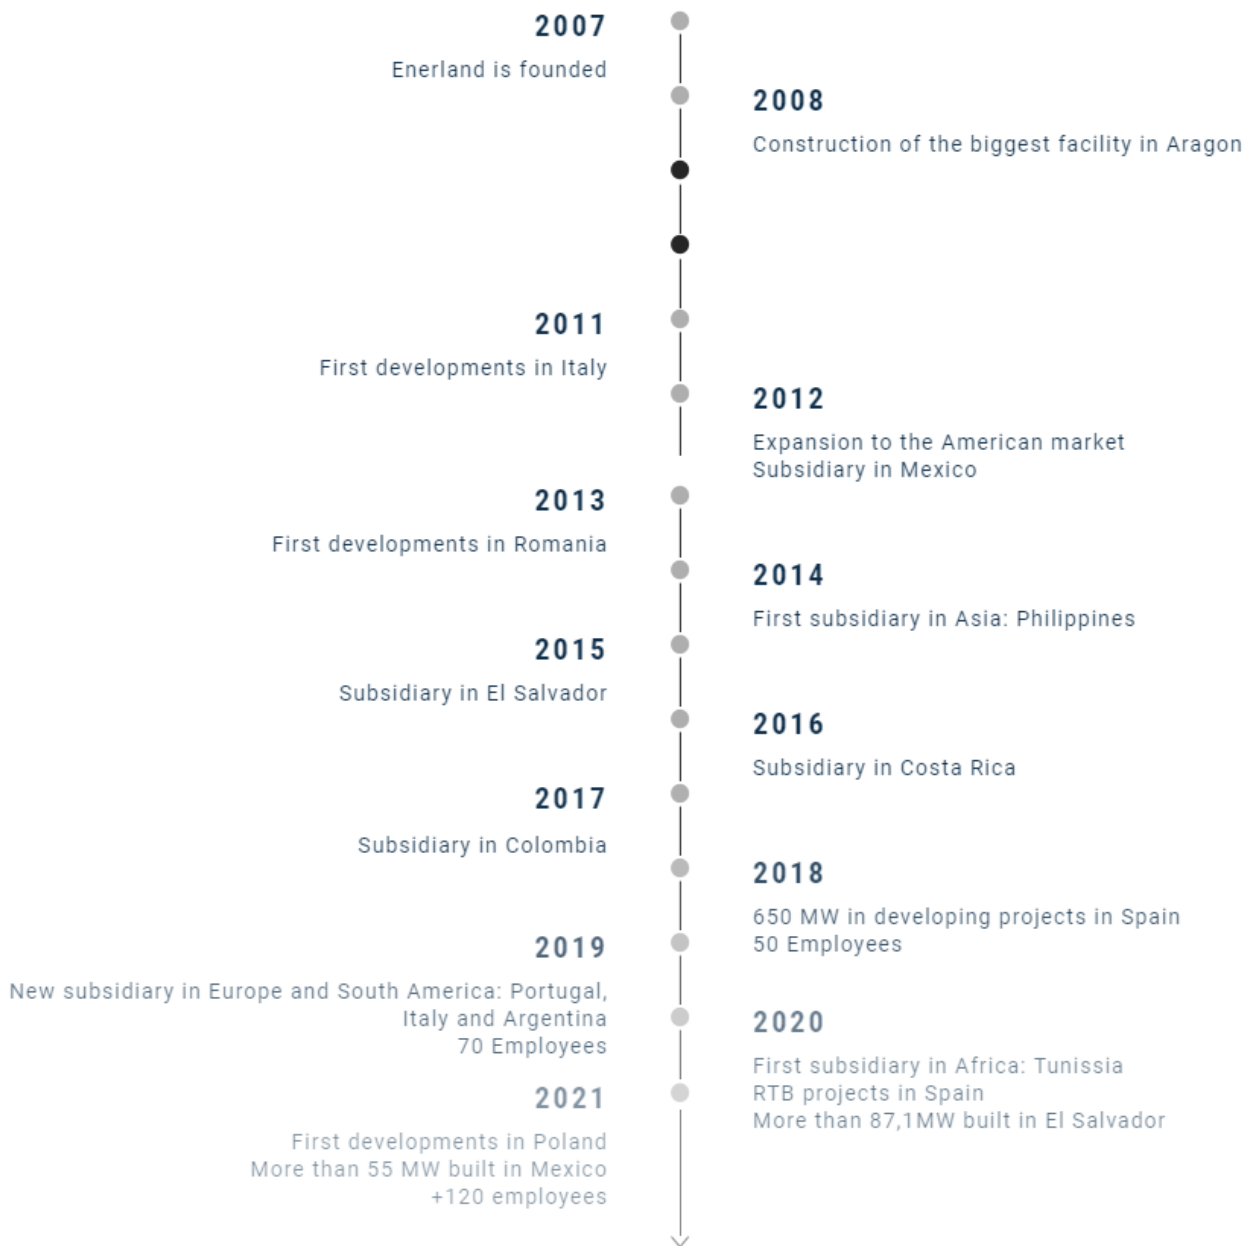 2007
Enerland is founded
2008
Construction of the biggest facility in Aragon
2011
First developments in Italy
2012
Expansion to the American market
Subsidiary in Mexico
2013
First developments in Romania
2014
First subsidiary in Asia: Philippines
2015
Subsidiary in El Salvador
2016
Subsidiary in Costa Rica
2017
Subsidiary in Colombia
2018
650 MW in developing projects in Spain
50 Employees
2019
New subsidiary in Europe and South America: Portugal,
Italy and Argentina
70 Employees
2020
First subsidiary in Africa: Tunissia
RTB projects in Spain
More than 87,1MW built in El Salvador
2021
First developments in Poland
More than 55 MW built in Mexico
+120 employees